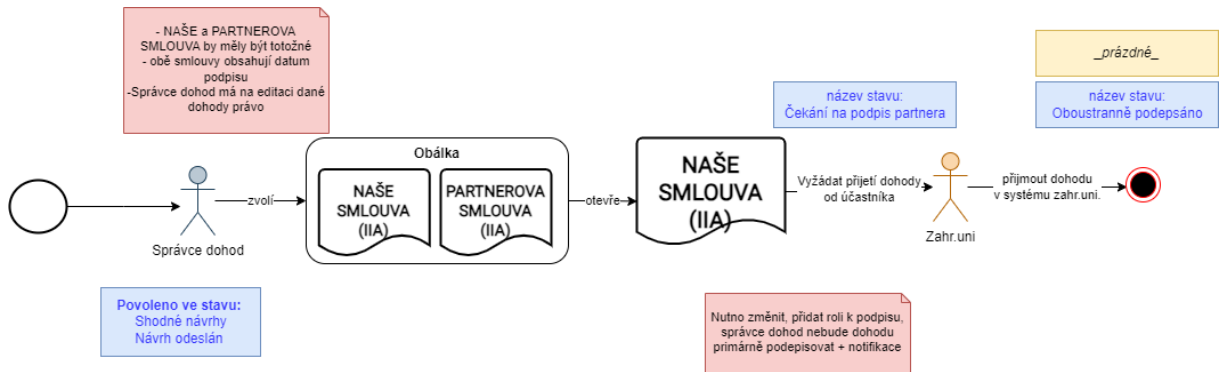 - NAŠE a PARTNEROVA
SMLOUVA by měly být totožné
- obě smlouvy obsahují datum
podpisu
-Správce dohod má na editaci dané
dohody právo
_prázdné_
název stavu:
Čekání na podpis partnera
název stavu:
Oboustranně podepsáno
Obálka
NAŠE
SMLOUVA
(IIA)
PARTNEROVA
SMLOUVA
(IIA)
NAŠE
SMLOUVA
(IIA)
zvolí
otevře
Vyžádát přijetí dohody
od účastníka
přijmout dohodu
v systému zahr.uni.
Správce dohod
Zahr.uni
Povoleno ve stavu:
Shodné návrhy
Návrh odeslán
Nutno změnit, přidat roli k podpisu,
správce dohod nebude dohodu
primárně podepisovat + notifikace